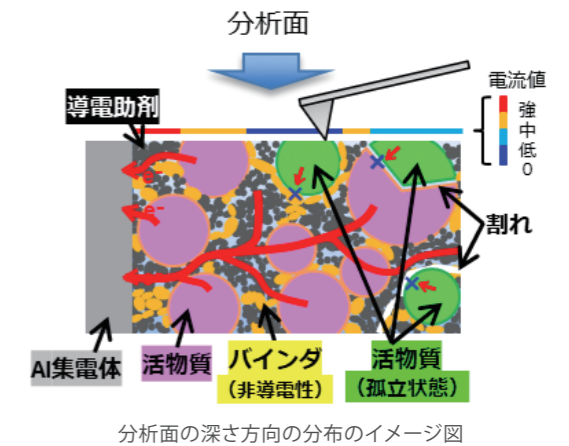 分析面
電流値
強
中
低
0
導電助剤
e-
e-
割れ
Al集電体
活物質
バインダ
（非導電性）
活物質
（孤立状態）
分析面の深さ方向の分布のイメージ図